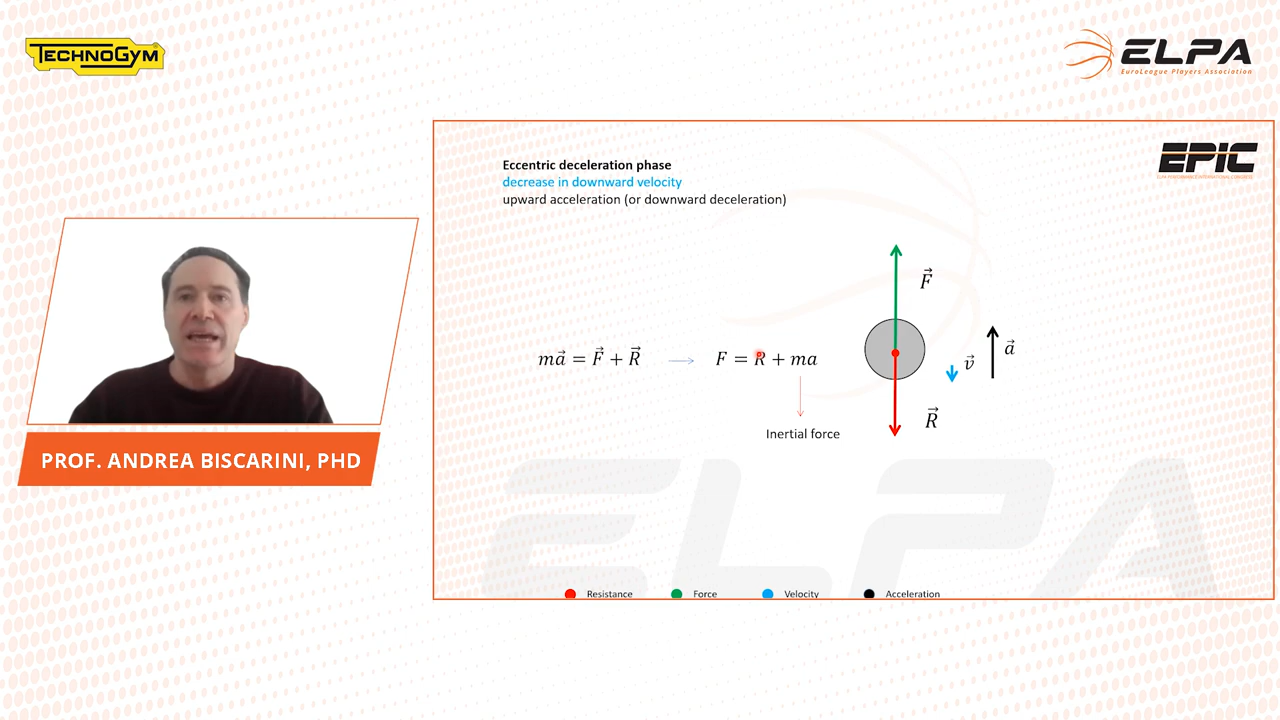 TECHNOGYM
ELPA
EuroLeague Players Association
EPIC
Eccentric deceleration phase
decrease in downward velocity
upward acceleration (or downward deceleration)
F⃗
ma⃗ = F⃗ + R⃗ → F = R + ma
v⃗
a⃗
R⃗
Inertial force
PROF. ANDREA BISCARINI, PHD
ELPA
Resistance Force Velocity Acceleration